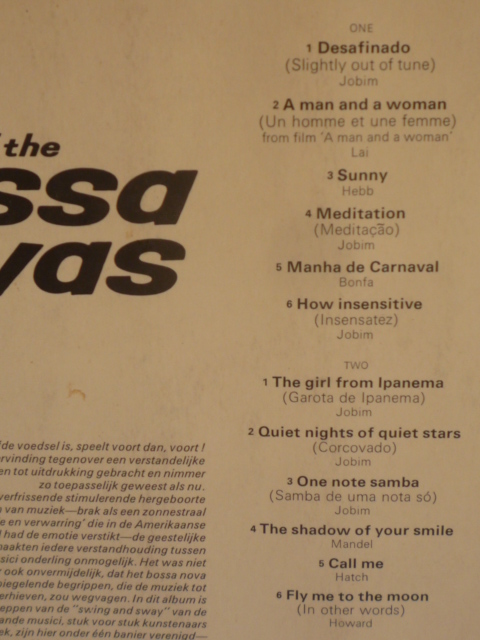 the
ssa
vas
ONE
1 Desafinado
(Slightly out of tune)
Jobim
2 A man and a woman
(Un homme et une femme)
from film 'A man and a woman'
Lai
3 Sunny
Hebb
4 Meditation
(Meditação)
Jobim
5 Manha de Carnaval
Bonfa
6 How insensitive
(Insensatez)
Jobim
TWO
1 The girl from Ipanema
(Garota de Ipanema)
Jobim
2 Quiet nights of quiet stars
(Corcovado)
Jobim
3 One note samba
(Samba de uma nota só)
Jobim
4 The shadow of your smile
Mandel
5 Call me
Hatch
6 Fly me to the moon
(In other words)
Howard
lde voedsel is, speelt voort dan, voort!
ervinding tegenover een verstandelijke
en tot uitdrukking gebracht en nimmer
zo toepasselijk geweest als nu.
verfrissende stimulerende hergeboorte
n van muziek—brak als een zonnestraal
e en verwarring' die in de Amerikaanse
l had de emotie verstikt—de geestelijke
maakten iedere verstandhouding tussen
sici onderling onmogelijk. Het was niet
r ook onvermijdelijk, dat het bossa nova
piegelende begrippen, die de muziek tot
erhieven, zou wegvagen. In dit album is
eppen van de "swing and sway" van de
ande musici, stuk voor stuk kunstenaars
ek, zijn hier onder één banier verenigd—